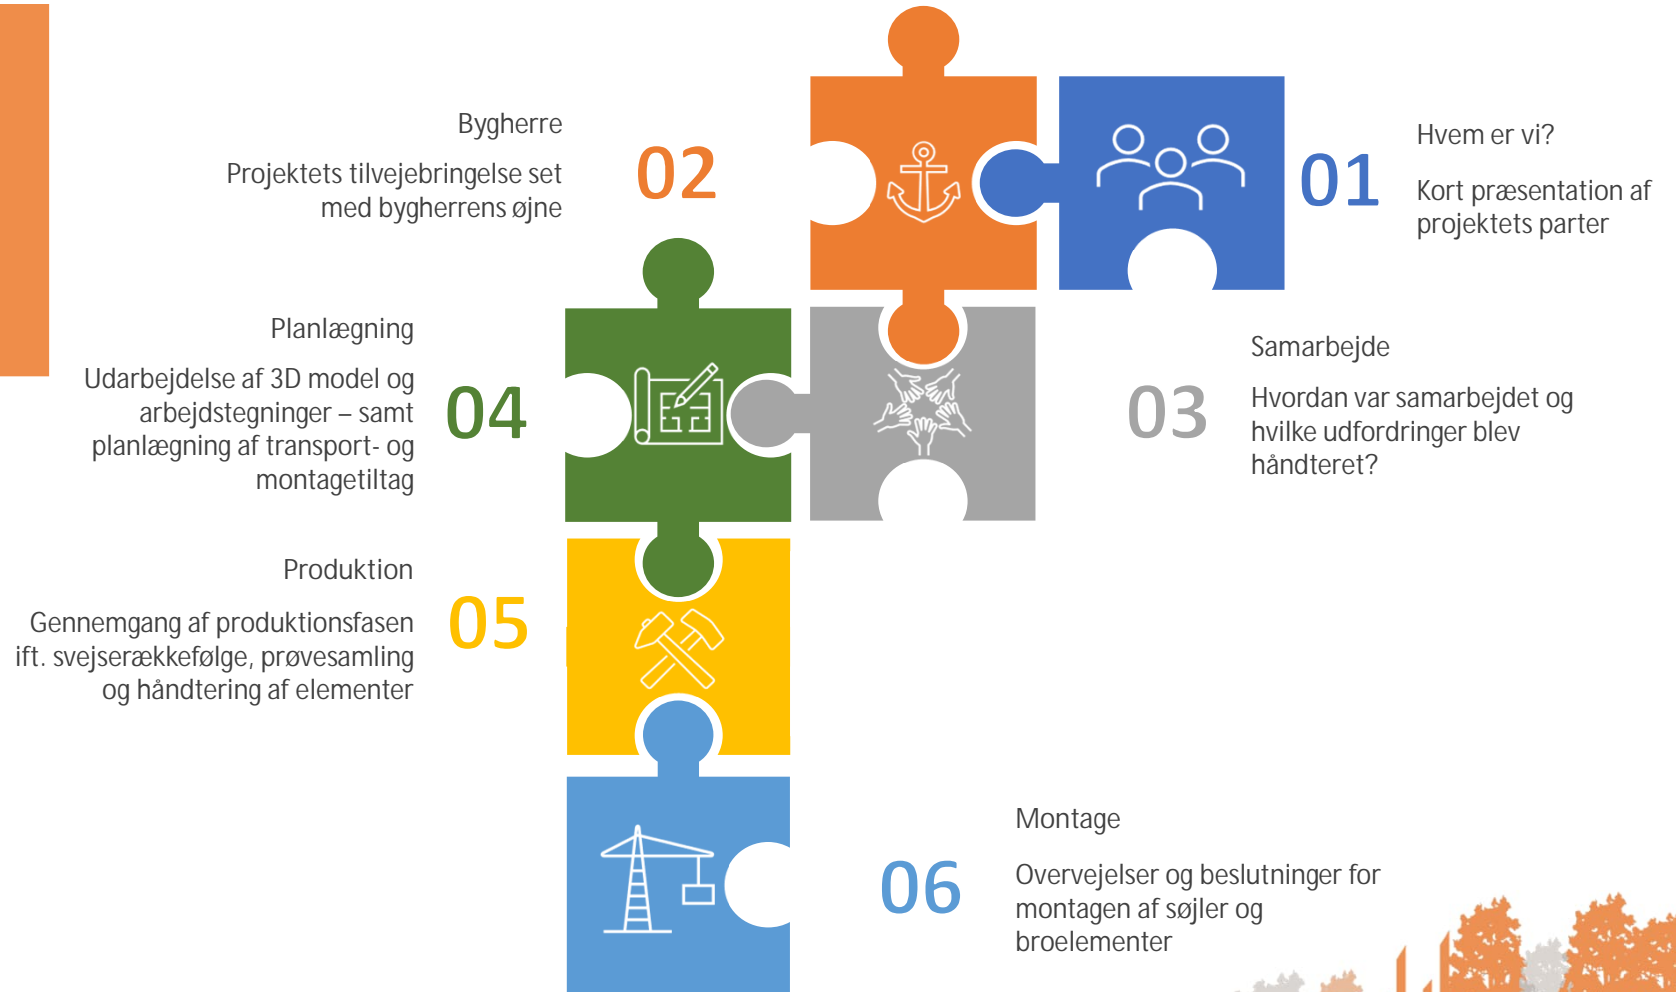 01
Hvem er vi?
Kort præsentation af
projektets parter
Bygherre
02
Projektets tilvejebringelse set
med bygherrens øjne
03
Samarbejde
Hvordan var samarbejdet og
hvilke udfordringer blev
håndteret?
Planlægning
04
Udarbejdelse af 3D model og
arbejdstegninger – samt
planlægning af transport- og
montagetiltag
Produktion
05
Gennemgang af produktionsfasen
ift. svejserækkefølge, prøvesamling
og håndtering af elementer
06
Montage
Overvejelser og beslutninger for
montagen af søjler og
broelementer